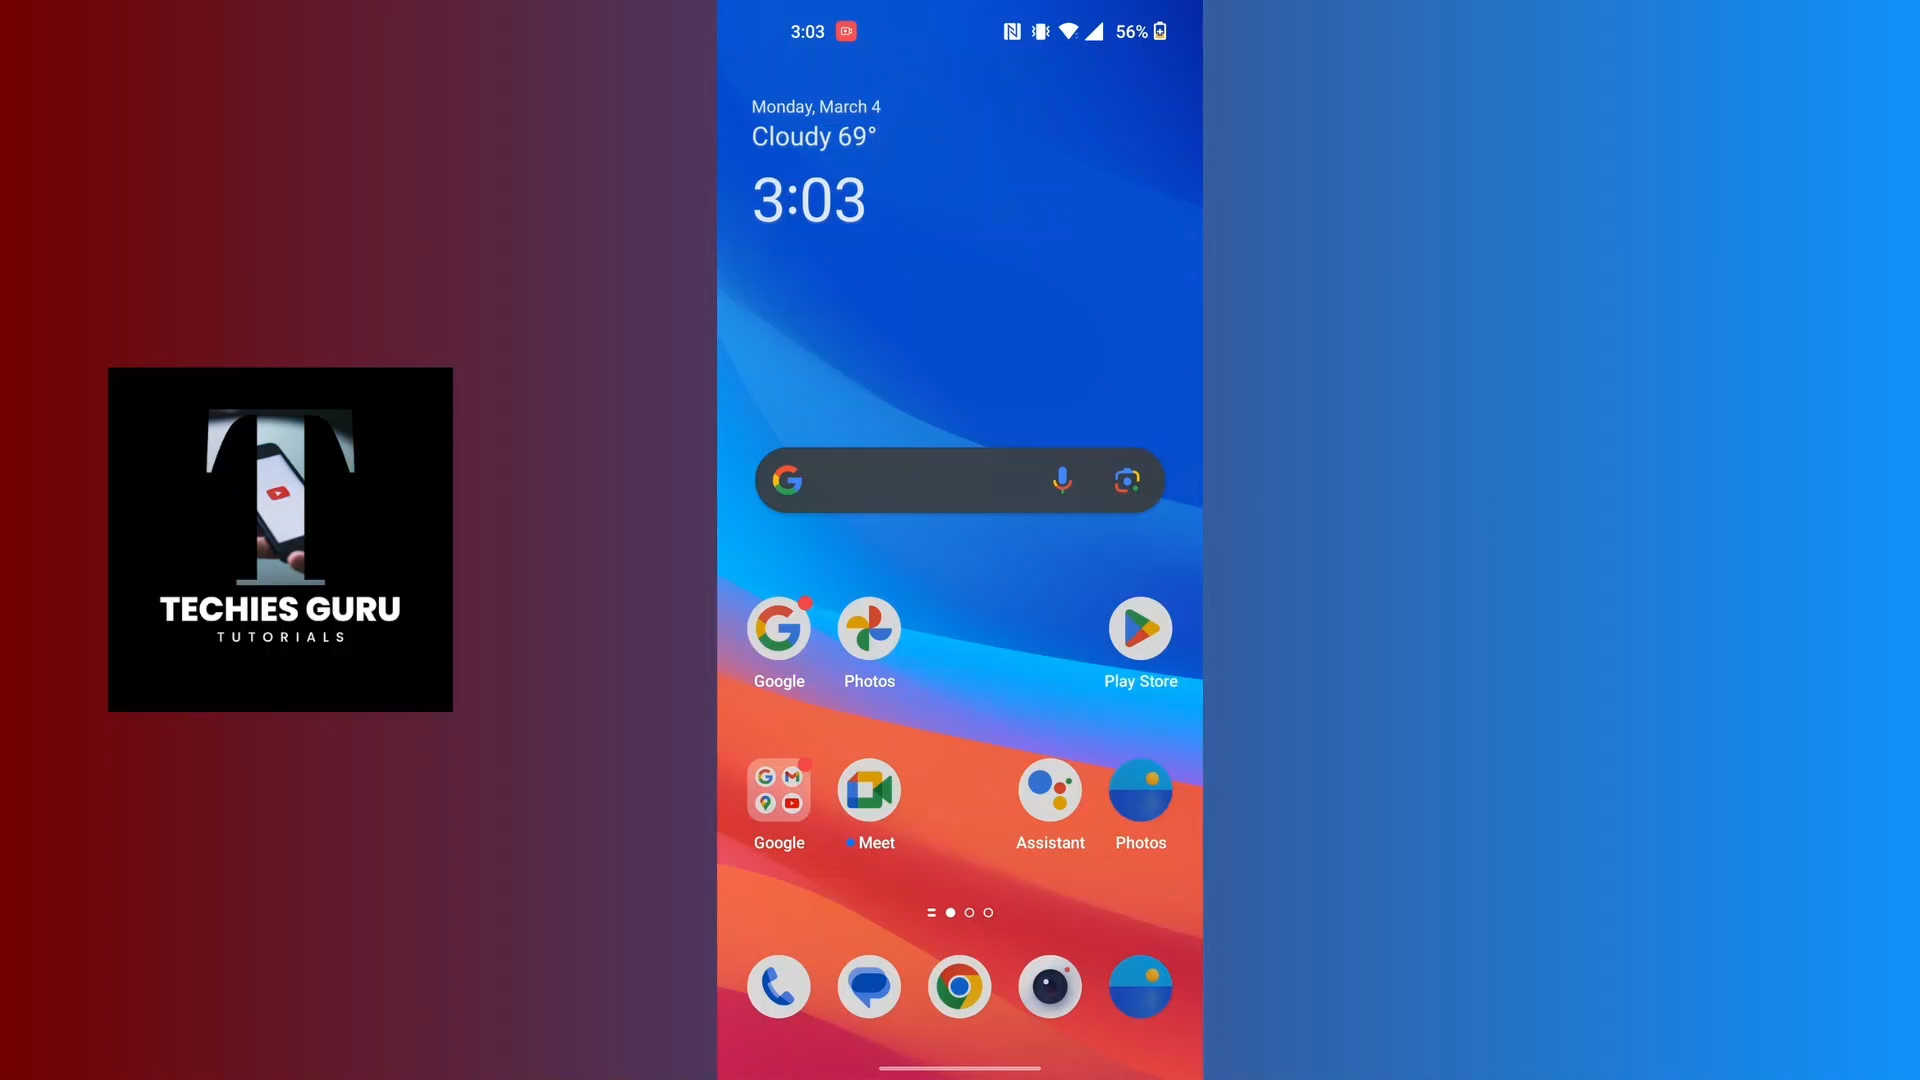 3:03
56%
Monday, March 4
Cloudy 69°
3:03
Google
Photos
Play Store
Google
Meet
Assistant
Photos
TECHIES GURU
TUTORIALS